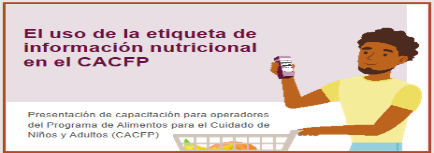 El uso de la etiqueta de
información nutricional
en el CACFP
Presentación de capacitación para operadores
del Programa de Alimentos para el Cuidado de
Niños y Adultos (CACFP)